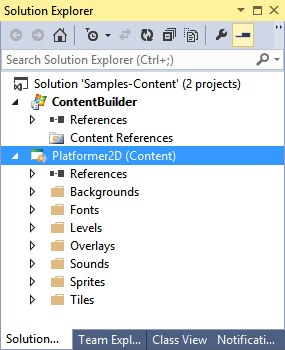 Solution Explorer
Search Solution Explorer (Ctrl+;)
Solution 'Samples-Content' (2 projects)
ContentBuilder
References
Content References
Platformer2D (Content)
References
Backgrounds
Fonts
Levels
Overlays
Sounds
Sprites
Tiles
Solution... Team Expl... Class View Notificati...